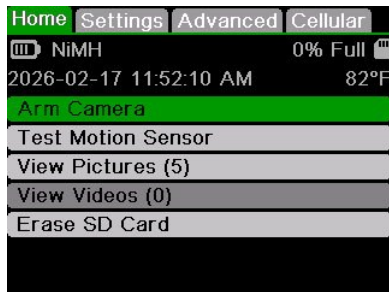 Home Settings Advanced Cellular
NiMH 0% Full
2026-02-17 11:52:10 AM 82°F
Arm Camera
Test Motion Sensor
View Pictures (5)
View Videos (0)
Erase SD Card